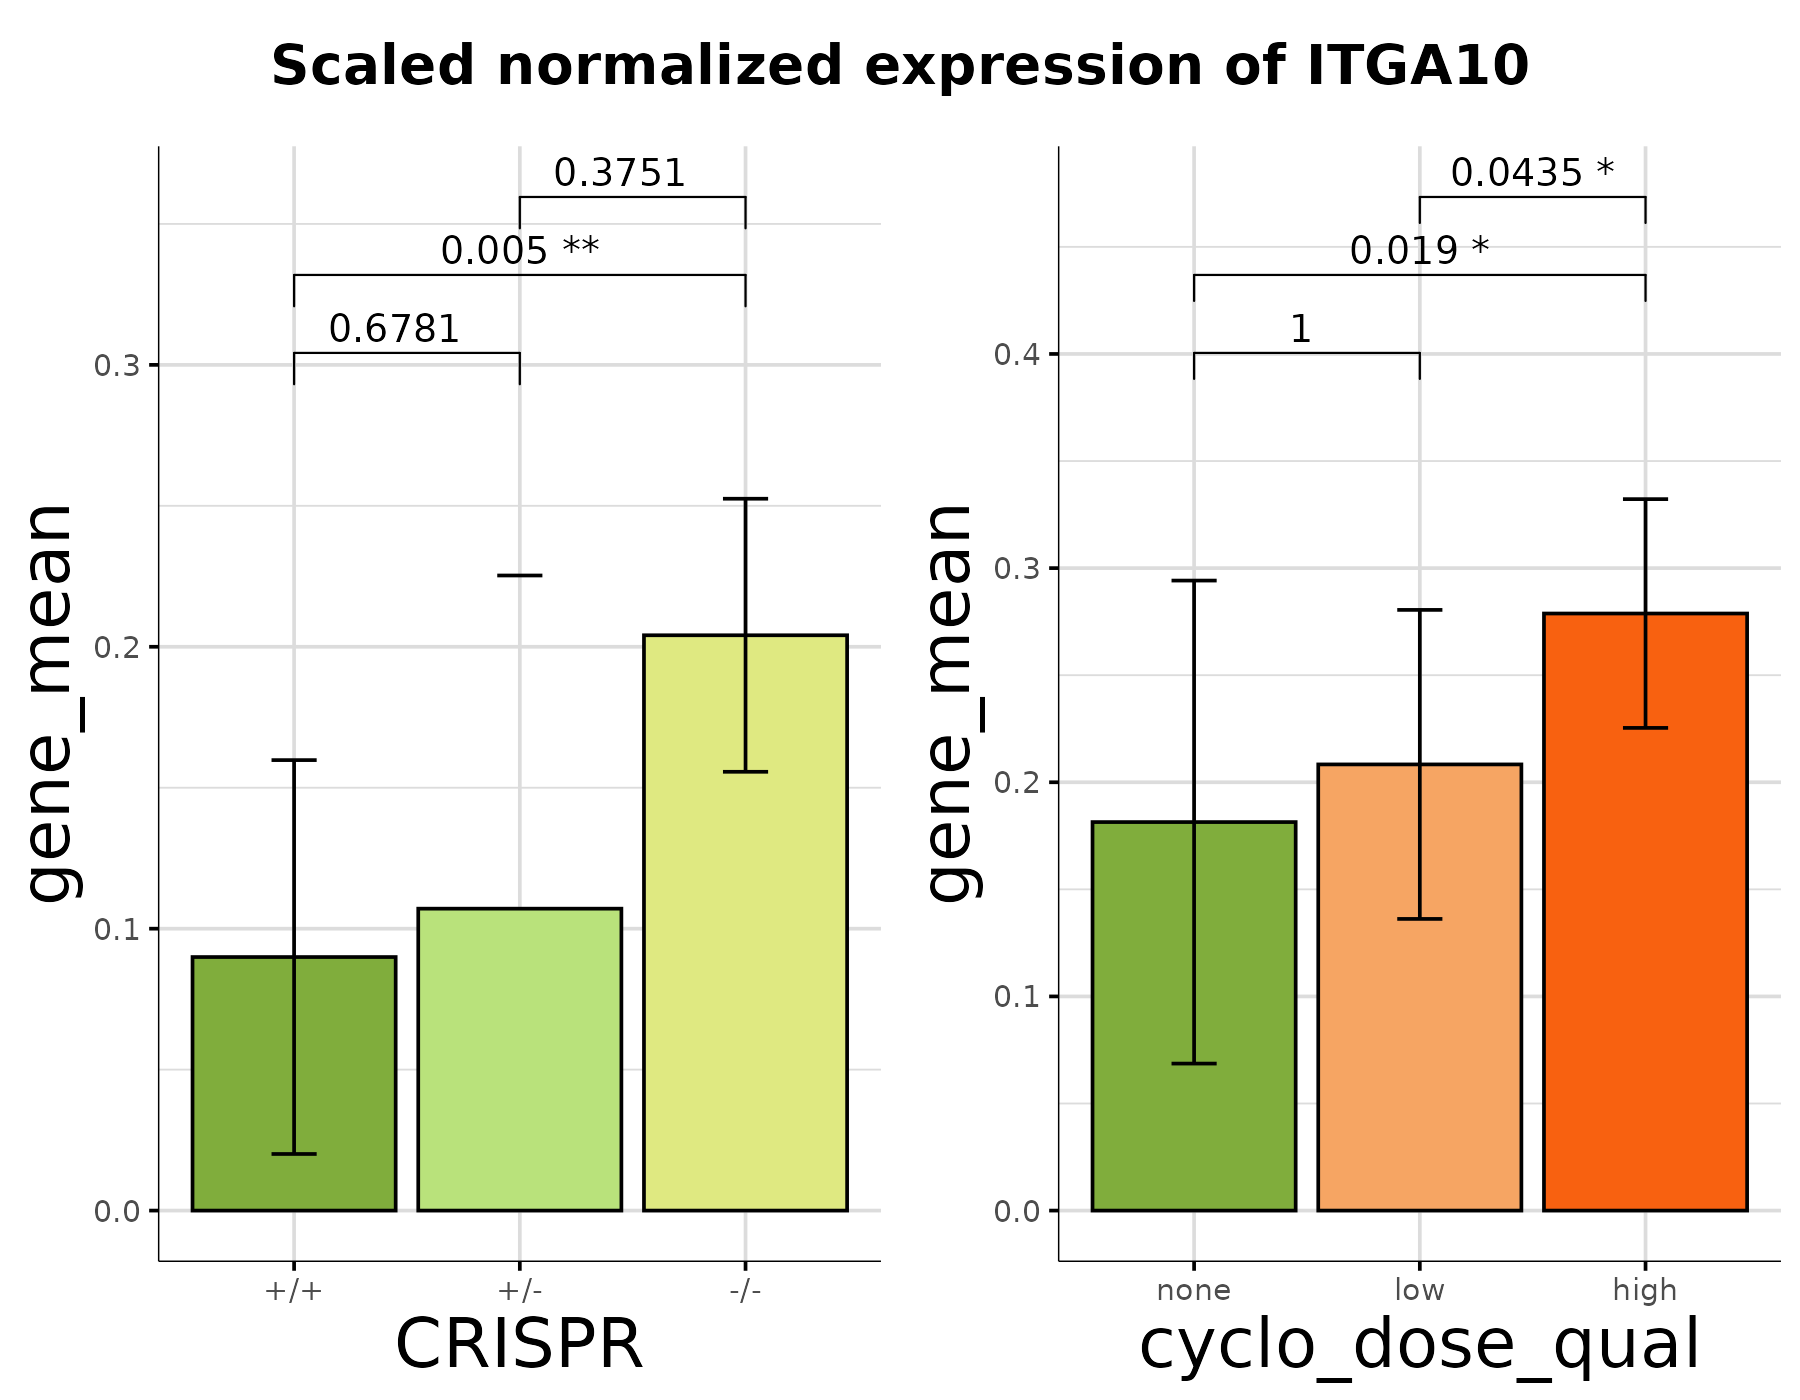 Scaled normalized expression of ITGA10
gene_mean
0.3751
0.005 **
0.6781
0.3
0.2
0.1
0.0
+/+ +/- -/-
CRISPR
gene_mean
0.0435 *
0.019 *
1
0.4
0.3
0.2
0.1
0.0
none low high
cyclo_dose_qual